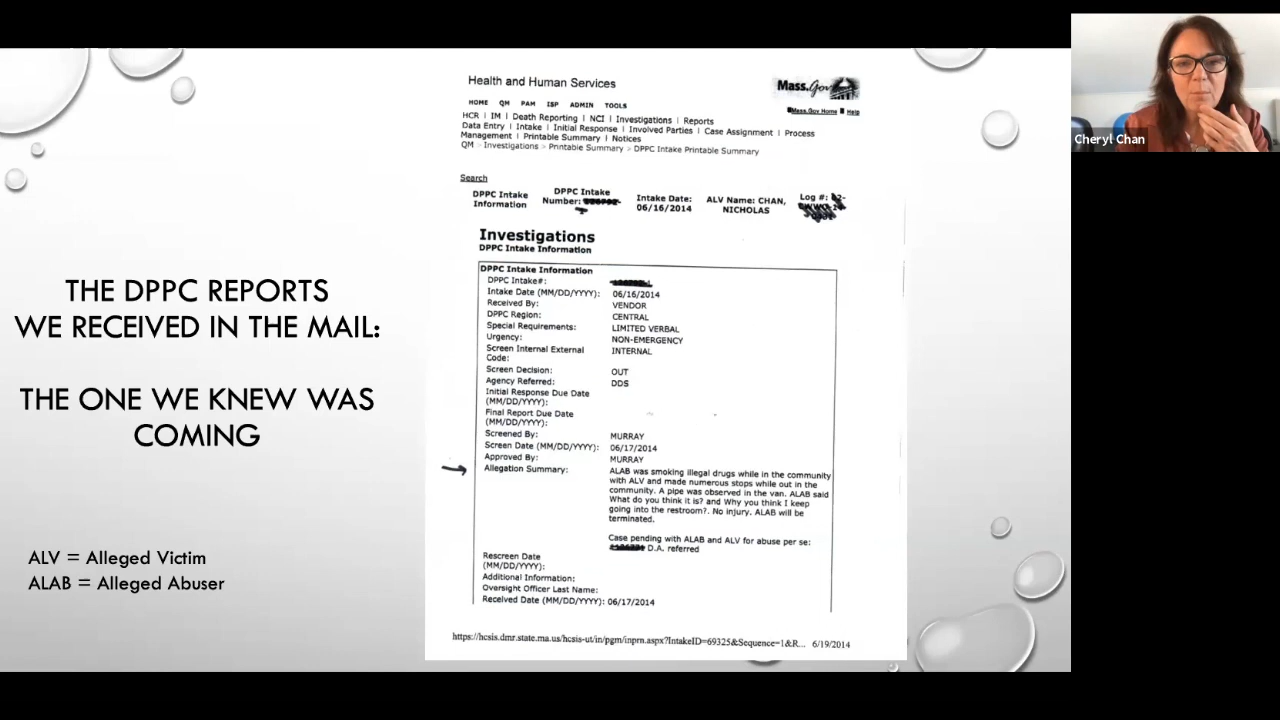 THE DPPC REPORTS
WE RECEIVED IN THE MAIL:
THE ONE WE KNEW WAS
COMING
ALV = Alleged Victim
ALAB = Alleged Abuser
Health and Human Services
Mass.Gov
Mass.Gov Home Help
HOME QM PAM ISP ADMIN TOOLS
HCR | IM | Death Reporting | NCI | Investigations | Reports
Data Entry | Intake | Initial Response | Involved Parties | Case Assignment | Process
Management | Printable Summary | Notices
QM > Investigations > Printable Summary > DPPC Intake Printable Summary
Search
DPPC Intake
Information
DPPC Intake
Number:
Intake Date:
06/16/2014
ALV Name: CHAN,
NICHOLAS
Log #:
Investigations
DPPC Intake Information
DPPC Intake Information
DPPC Intake#:
Intake Date (MM/DD/YYYY): 06/16/2014
Received By: VENDOR
DPPC Region: CENTRAL
Special Requirements: LIMITED VERBAL
Urgency: NON-EMERGENCY
Screen Internal External INTERNAL
Code:
Screen Decision: OUT
Agency Referred: DDS
Initial Response Due Date
(MM/DD/YYYY):
Final Report Due Date
(MM/DD/YYYY):
Screened By: MURRAY
Screen Date (MM/DD/YYYY): 06/17/2014
Approved By: MURRAY
Allegation Summary: ALAB was smoking illegal drugs while in the community
with ALV and made numerous stops while out in the
community. A pipe was observed in the van. ALAB said
What do you think it is? and Why you think I keep
going into the restroom?. No injury. ALAB will be
terminated.
Case pending with ALAB and ALV for abuse per se:
D.A. referred
Rescreen Date
(MM/DD/YYYY):
Additional Information:
Oversight Officer Last Name:
Received Date (MM/DD/YYYY): 06/17/2014
https://hcsis.dmr.state.ma.us/hcsis-ut/in/pgm/inprn.aspx?IntakeID=69325&Sequence=1&R... 6/19/2014
Cheryl Chan